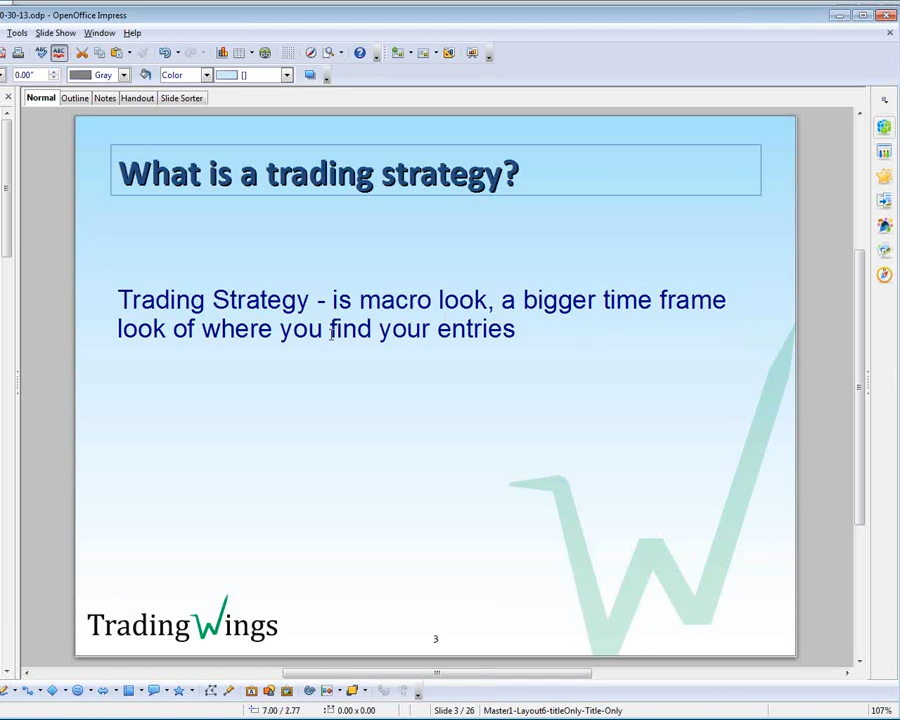 0-30-13.odp - OpenOffice Impress
Tools Slide Show Window Help
0.00" Gray Color []
Normal Outline Notes Handout Slide Sorter
What is a trading strategy?
Trading Strategy - is macro look, a bigger time frame
look of where you find your entries
TradingWings
3
7.00 / 2.77 0.00 x 0.00 Slide 3 / 26 Master1-Layout6-titleOnly-Title-Only 107%